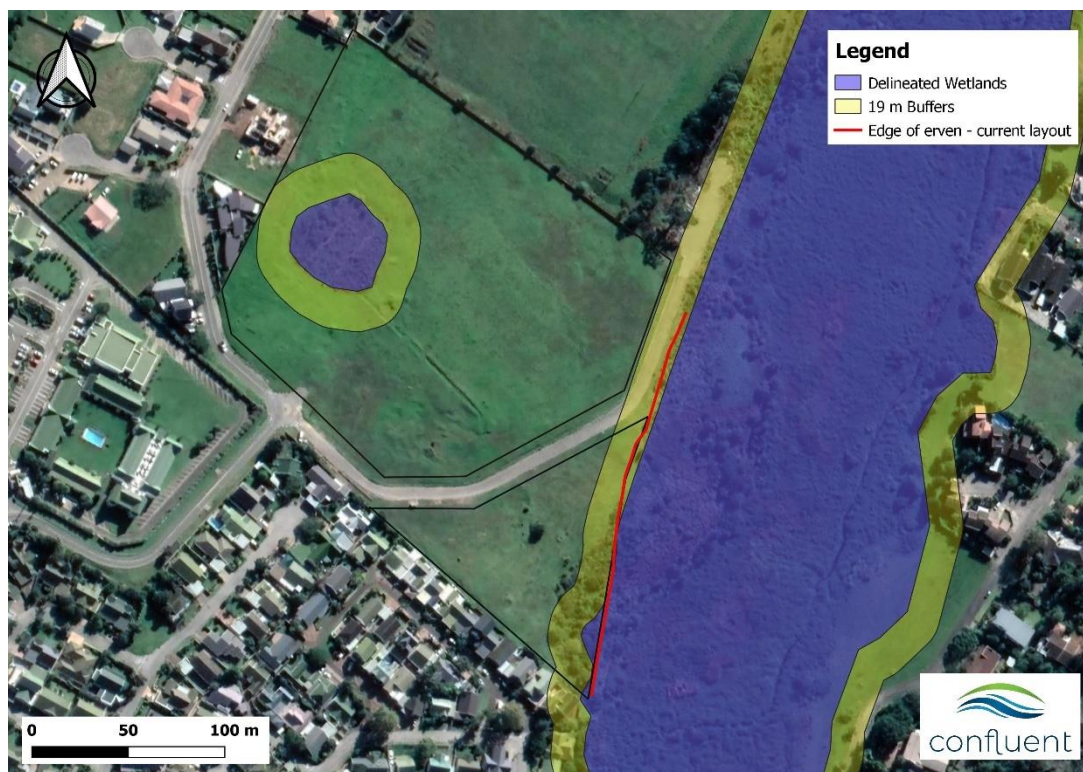 Legend
Delineated Wetlands
19 m Buffers
Edge of erven - current layout
0 50 100 m
confluent